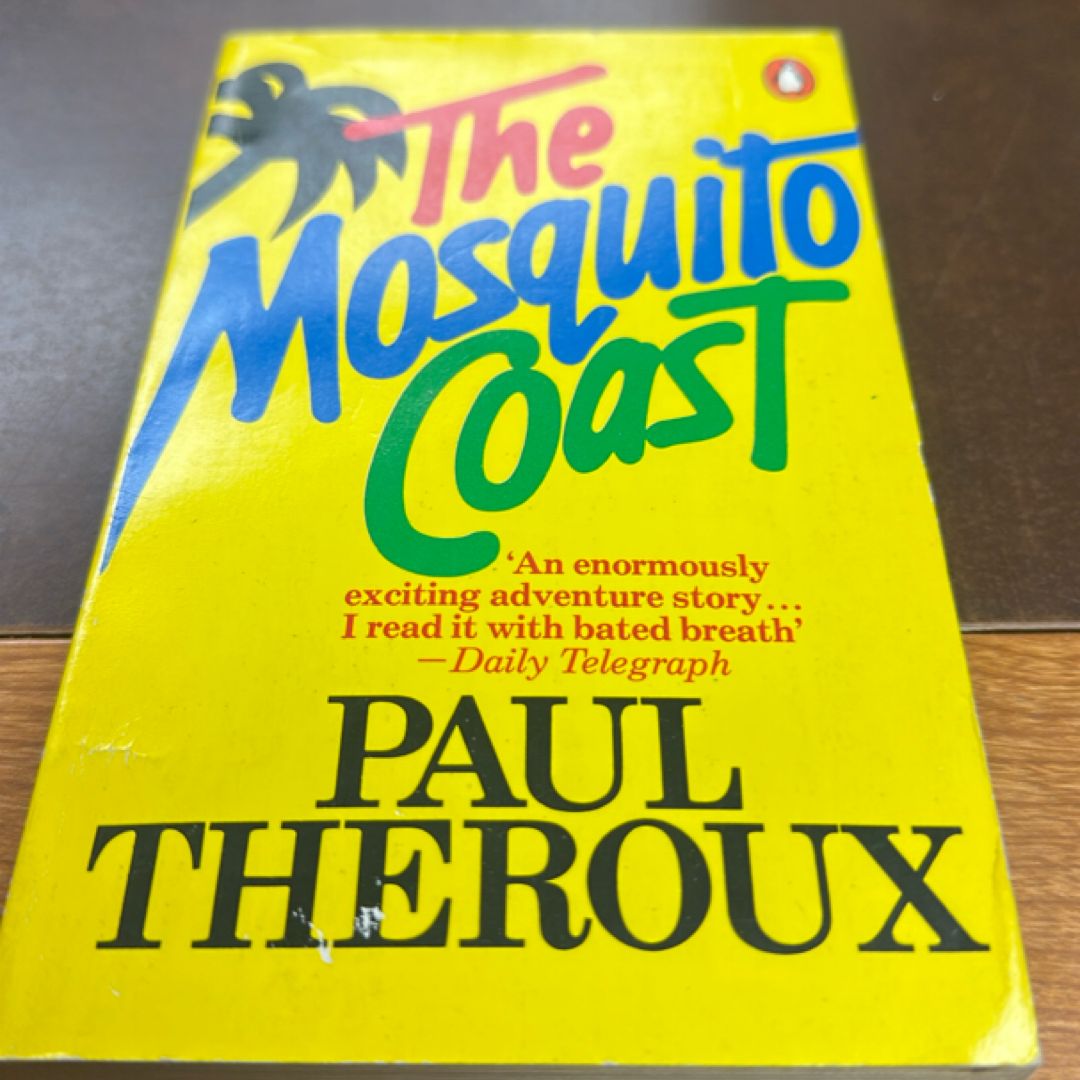 The
Mosquito
Coast
‘An enormously
exciting adventure story...
I read it with bated breath’
—Daily Telegraph
PAUL
THEROUX